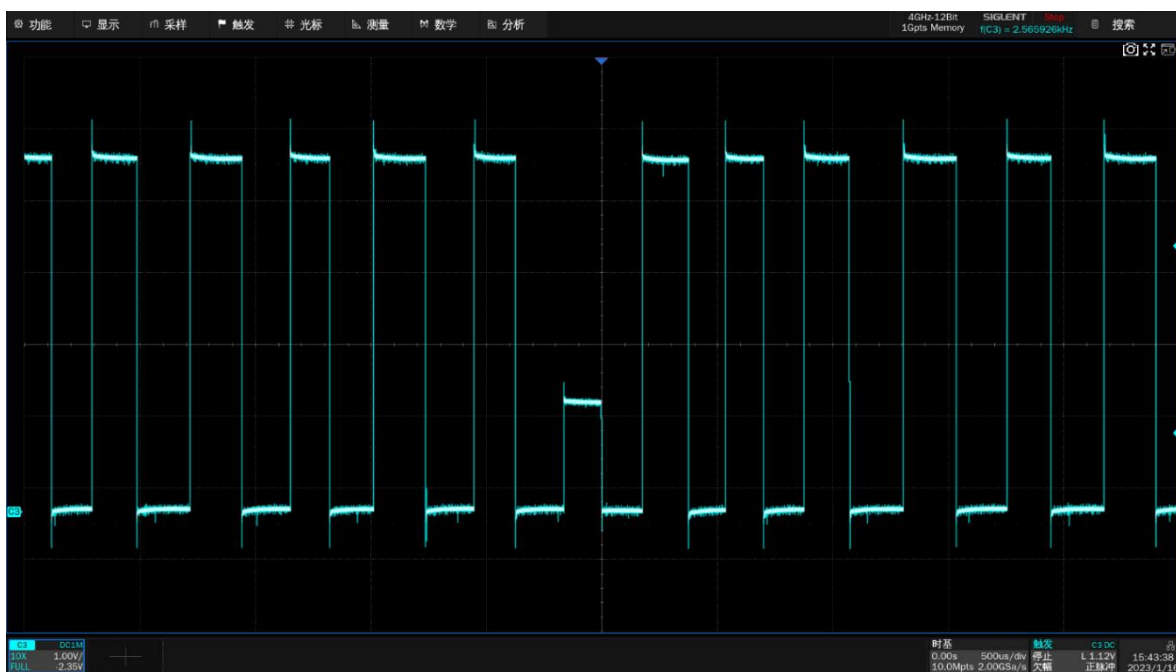 功能 显示 采样 触发 光标 测量 数学 分析
4GHz-12Bit SIGLENT Stop
1Gpts Memory f(C3) = 2.565926kHz
搜索
C3
C3 DC1M
10X 1.00V/
FULL -2.35V
时基
0.00s 500us/div
10.0Mpts 2.00GSa/s
触发 C3 DC
停止 L 1.12V
欠幅 正脉冲
15:43:38